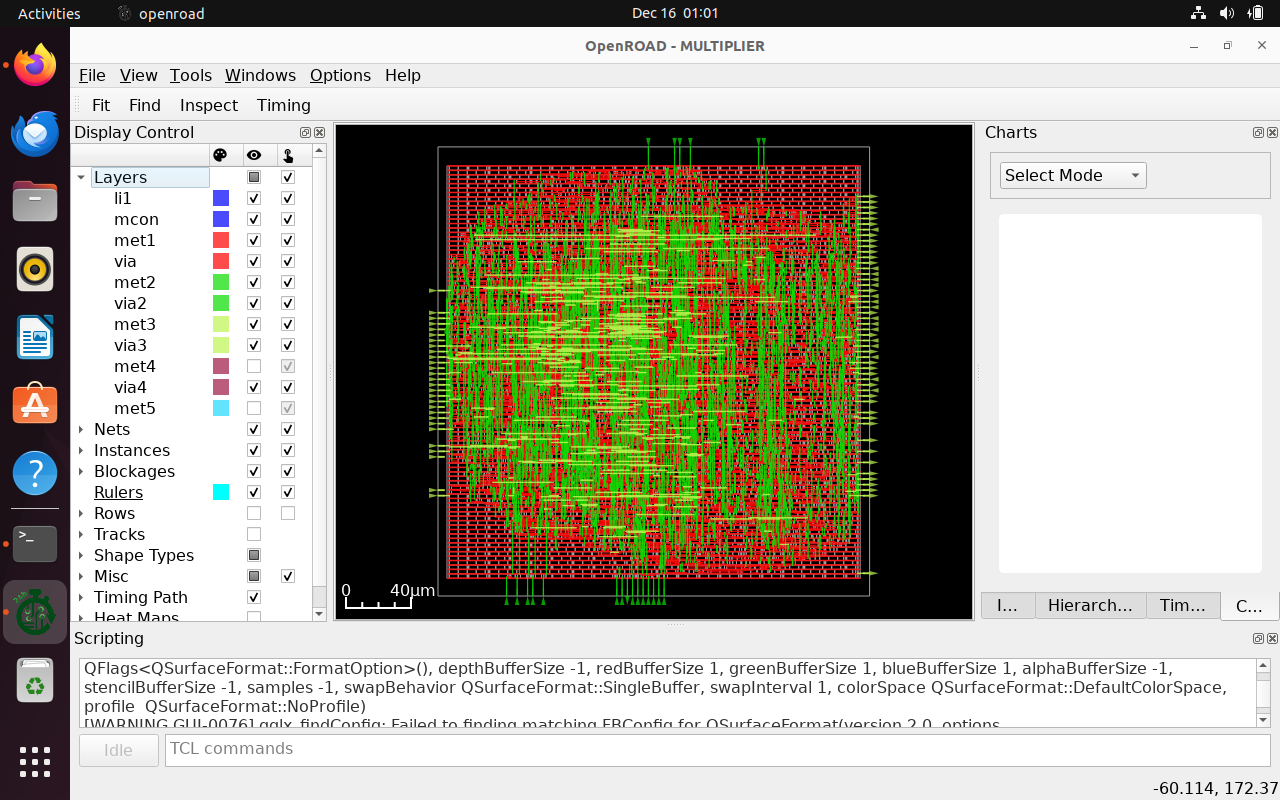 Activities
openroad
Dec 16 01:01
OpenROAD - MULTIPLIER
File View Tools Windows Options Help
Fit Find Inspect Timing
Display Control
Layers
li1
mcon
met1
via
met2
via2
met3
via3
met4
via4
met5
Nets
Instances
Blockages
Rulers
Rows
Tracks
Shape Types
Misc
Timing Path
Heat Maps
0 40μm
Charts
Select Mode
I... Hierarch... Tim... C...
Scripting
QFlags<QSurfaceFormat::FormatOption>(), depthBufferSize -1, redBufferSize 1, greenBufferSize 1, blueBufferSize 1, alphaBufferSize -1,
stencilBufferSize -1, samples -1, swapBehavior QSurfaceFormat::SingleBuffer, swapInterval 1, colorSpace QSurfaceFormat::DefaultColorSpace,
profile QSurfaceFormat::NoProfile)
[WARNING GUI-0076] qglx_findConfig: Failed to finding matching FBConfig for QSurfaceFormat(version 2.0, options
Idle
TCL commands
-60.114, 172.37